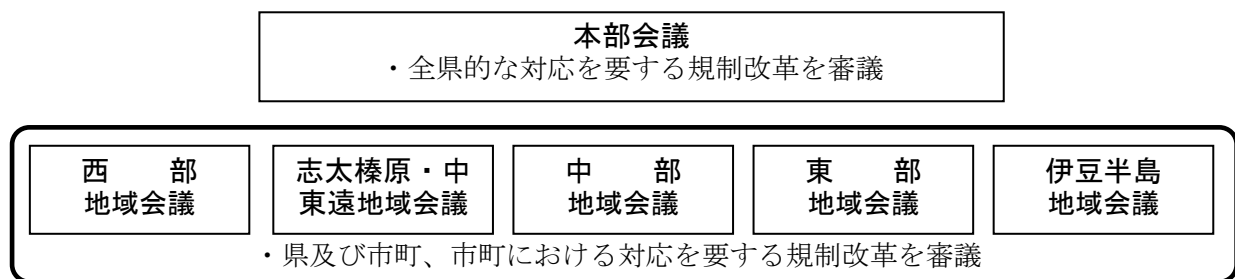 本部会議
・全県的な対応を要する規制改革を審議
西　　部
地域会議
志太榛原・中
東遠地域会議
中　　部
地域会議
東　　部
地域会議
伊豆半島
地域会議
・県及び市町、市町における対応を要する規制改革を審議